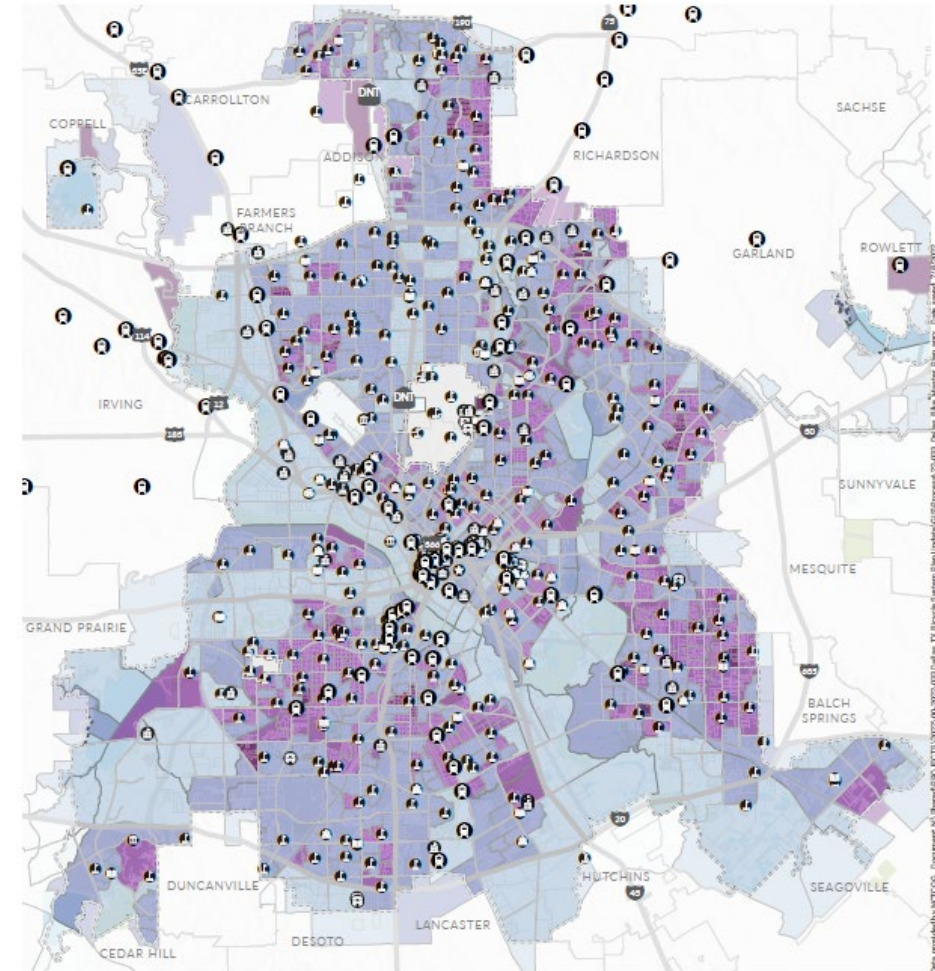 190
75
635
CARROLLTON
DNT
SACHSE
COPPELL
ADDISON
RICHARDSON
FARMERS
BRANCH
GARLAND
ROWLETT
114
IRVING
12
DNT
183
80
SUNNYVALE
MESQUITE
GRAND PRAIRIE
BALCH
SPRINGS
20
DUNCANVILLE
HUTCHINS
45
SEAGOVILLE
LANCASTER
DESOTO
CEDAR HILL